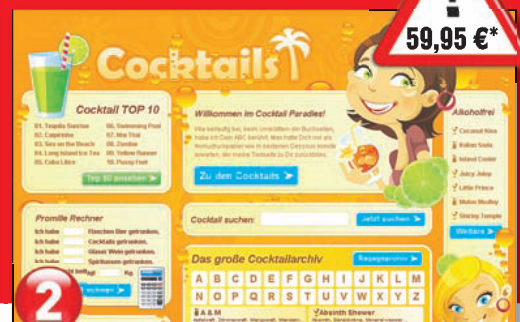 59,95 €*
Cocktails
Cocktail TOP 10
01. Tequila Sunrise
02. Caipirinha
03. Sex on the Beach
04. Long Island Ice Tea
05. Cuba Libre
06. Swimming Pool
07. Mai Thai
08. Zombie
09. Yellow Runner
10. Pussy Foot
Top 50 ansehen
Willkommen im Cocktail Paradies!
Zu den Cocktails
Alkoholfrei
Coconut Kiss
Italian Soda
Island Cooler
Juicy Julep
Little Prince
Melon Medley
Shirley Temple
Weitere
Promille Rechner
Ich habe Flaschen Bier getrunken.
Ich habe Cocktails getrunken.
Ich habe Gläser Wein getrunken.
Ich habe Spirituosen getrunken.
Kg
Cocktail suchen:
Jetzt suchen
Das große Cocktailarchiv
Rezeptarchiv
A B C D E F G H I J K L M
N O P Q R S T U V W X Y Z
A & M
Absinth Shewer
2